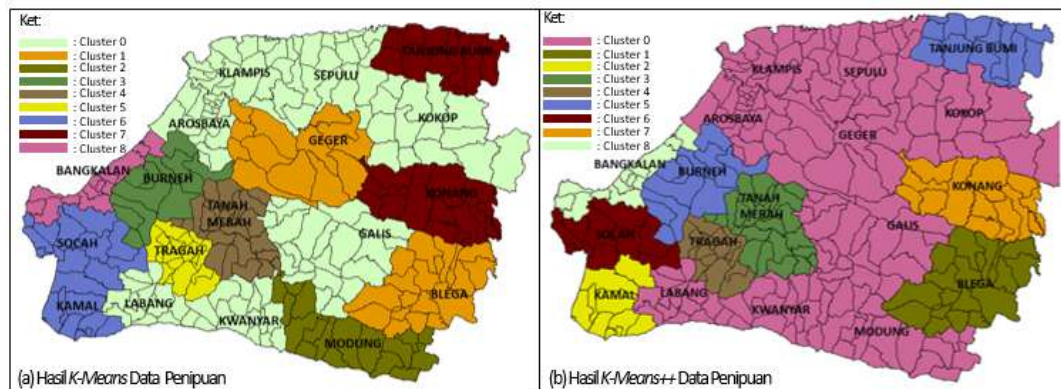 Ket:
: Cluster 0
: Cluster 1
: Cluster 2
: Cluster 3
: Cluster 4
: Cluster 5
: Cluster 6
: Cluster 7
: Cluster 8
TANJUNG BUMI
KLAMPIS
SEPULU
AROSBAYA
KOKOP
GEGER
BANGKALAN
BURNEH
KONANG
TANAH
MERAH
SOCAH
TRAGAH
GALIS
BLEGA
KAMAL
LABANG
KWANYAR
MODUNG
(a) Hasil K-Means Data Penipuan
Ket:
: Cluster 0
: Cluster 1
: Cluster 2
: Cluster 3
: Cluster 4
: Cluster 5
: Cluster 6
: Cluster 7
: Cluster 8
TANJUNG BUMI
KLAMPIS
SEPULU
KOKOP
AROSBAYA
GEGER
BANGKALAN
BURNEH
KONANG
TANAH
MERAH
SOCAH
TRAGAH
GALIS
BLEGA
KAMAL
LABANG
KWANYAR
MODUNG
(b) Hasil K-Means++ Data Penipuan